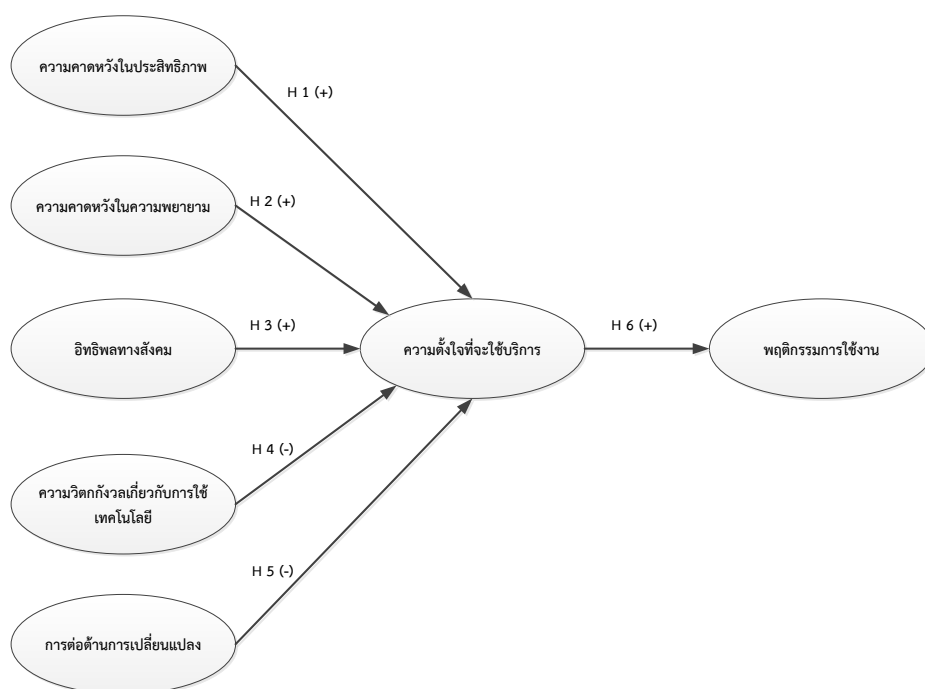 ความคาดหวังในประสิทธิภาพ
H 1 (+)
ความคาดหวังในความพยายาม
H 2 (+)
อิทธิพลทางสังคม
H 3 (+)
ความตั้งใจที่จะใช้บริการ
H 6 (+)
พฤติกรรมการใช้งาน
H 4 (-)
ความวิตกกังวลเกี่ยวกับการใช้
เทคโนโลยี
H 5 (-)
การต่อต้านการเปลี่ยนแปลง